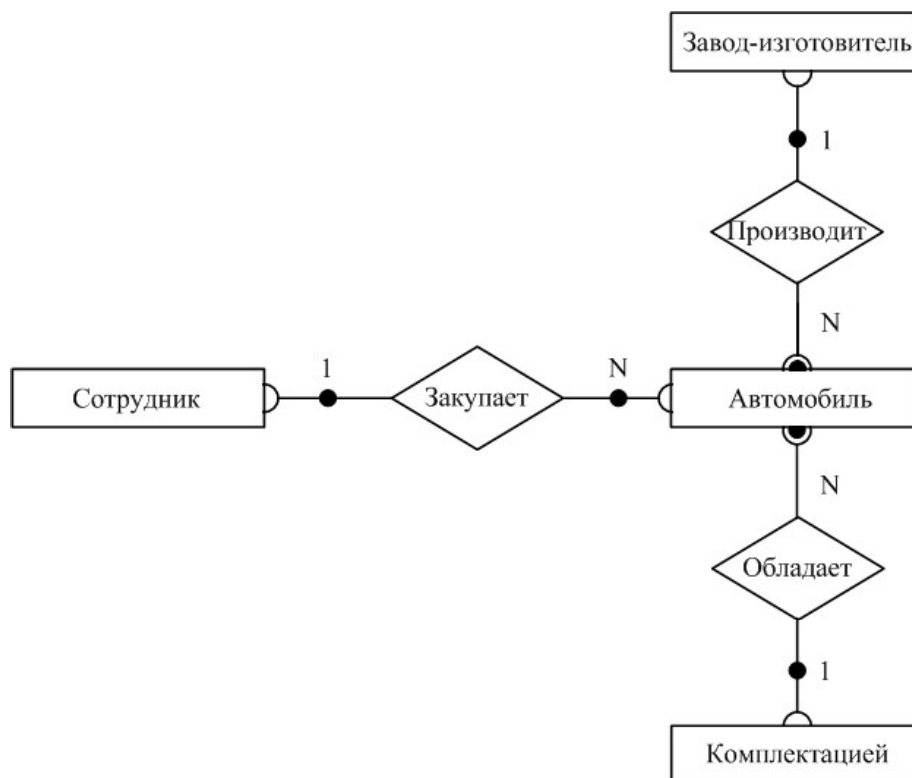 Завод-изготовитель
1
Производит
N
Сотрудник
1
Закупает
N
Автомобиль
N
Обладает
1
Комплектацией